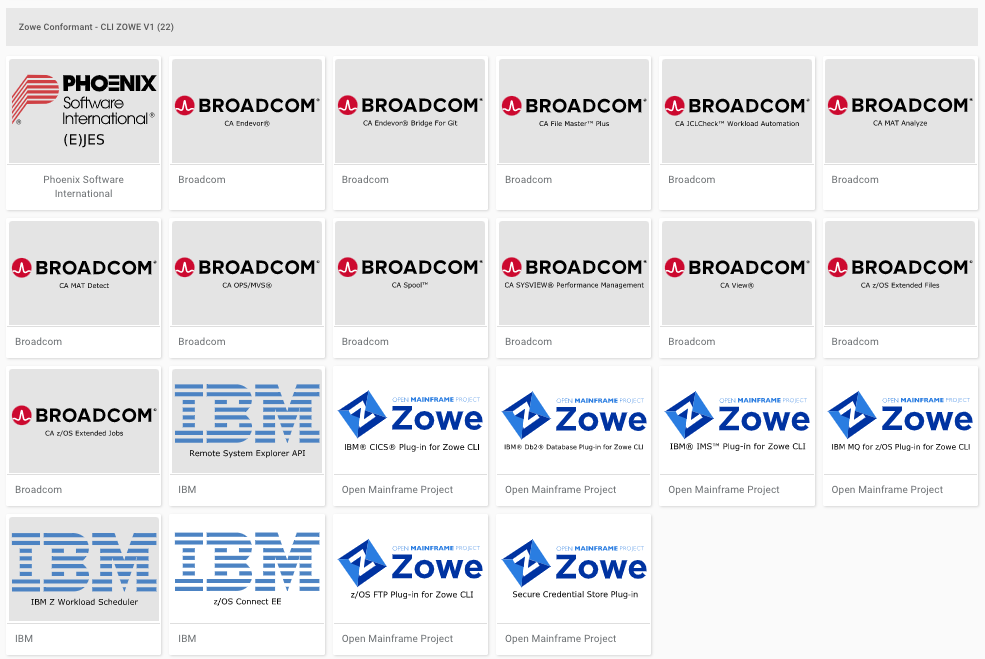 Zowe Conformant - CLI ZOWE V1 (22)
PHOENIX
Software
International®
®
(E)JES
Phoenix Software
International
BROADCOM®
CA Endevor®
Broadcom
BROADCOM®
CA Endevor® Bridge For Git
Broadcom
BROADCOM®
CA File Master™ Plus
Broadcom
BROADCOM®
CA JCLCheck™ Workload Automation
Broadcom
BROADCOM®
CA MAT Analyze
Broadcom
BROADCOM®
CA MAT Detect
Broadcom
BROADCOM®
CA OPS/MVS®
Broadcom
BROADCOM®
CA Spool™
Broadcom
BROADCOM®
CA SYSVIEW® Performance Management
Broadcom
BROADCOM®
CA View®
Broadcom
BROADCOM®
CA z/OS Extended Files
Broadcom
BROADCOM®
CA z/OS Extended Jobs
Broadcom
IBM
Remote System Explorer API
IBM
OPEN MAINFRAME PROJECT
Zowe
IBM® CICS® Plug-in for Zowe CLI
Open Mainframe Project
OPEN MAINFRAME PROJECT
Zowe
IBM® Db2® Database Plug-in for Zowe CLI
Open Mainframe Project
OPEN MAINFRAME PROJECT
Zowe
IBM® IMS™ Plug-in for Zowe CLI
Open Mainframe Project
OPEN MAINFRAME PROJECT
Zowe
IBM MQ for z/OS Plug-in for Zowe CLI
Open Mainframe Project
IBM
IBM Z Workload Scheduler
IBM
IBM
z/OS Connect EE
IBM
OPEN MAINFRAME PROJECT
Zowe
z/OS FTP Plug-in for Zowe CLI
Open Mainframe Project
OPEN MAINFRAME PROJECT
Zowe
Secure Credential Store Plug-in
Open Mainframe Project